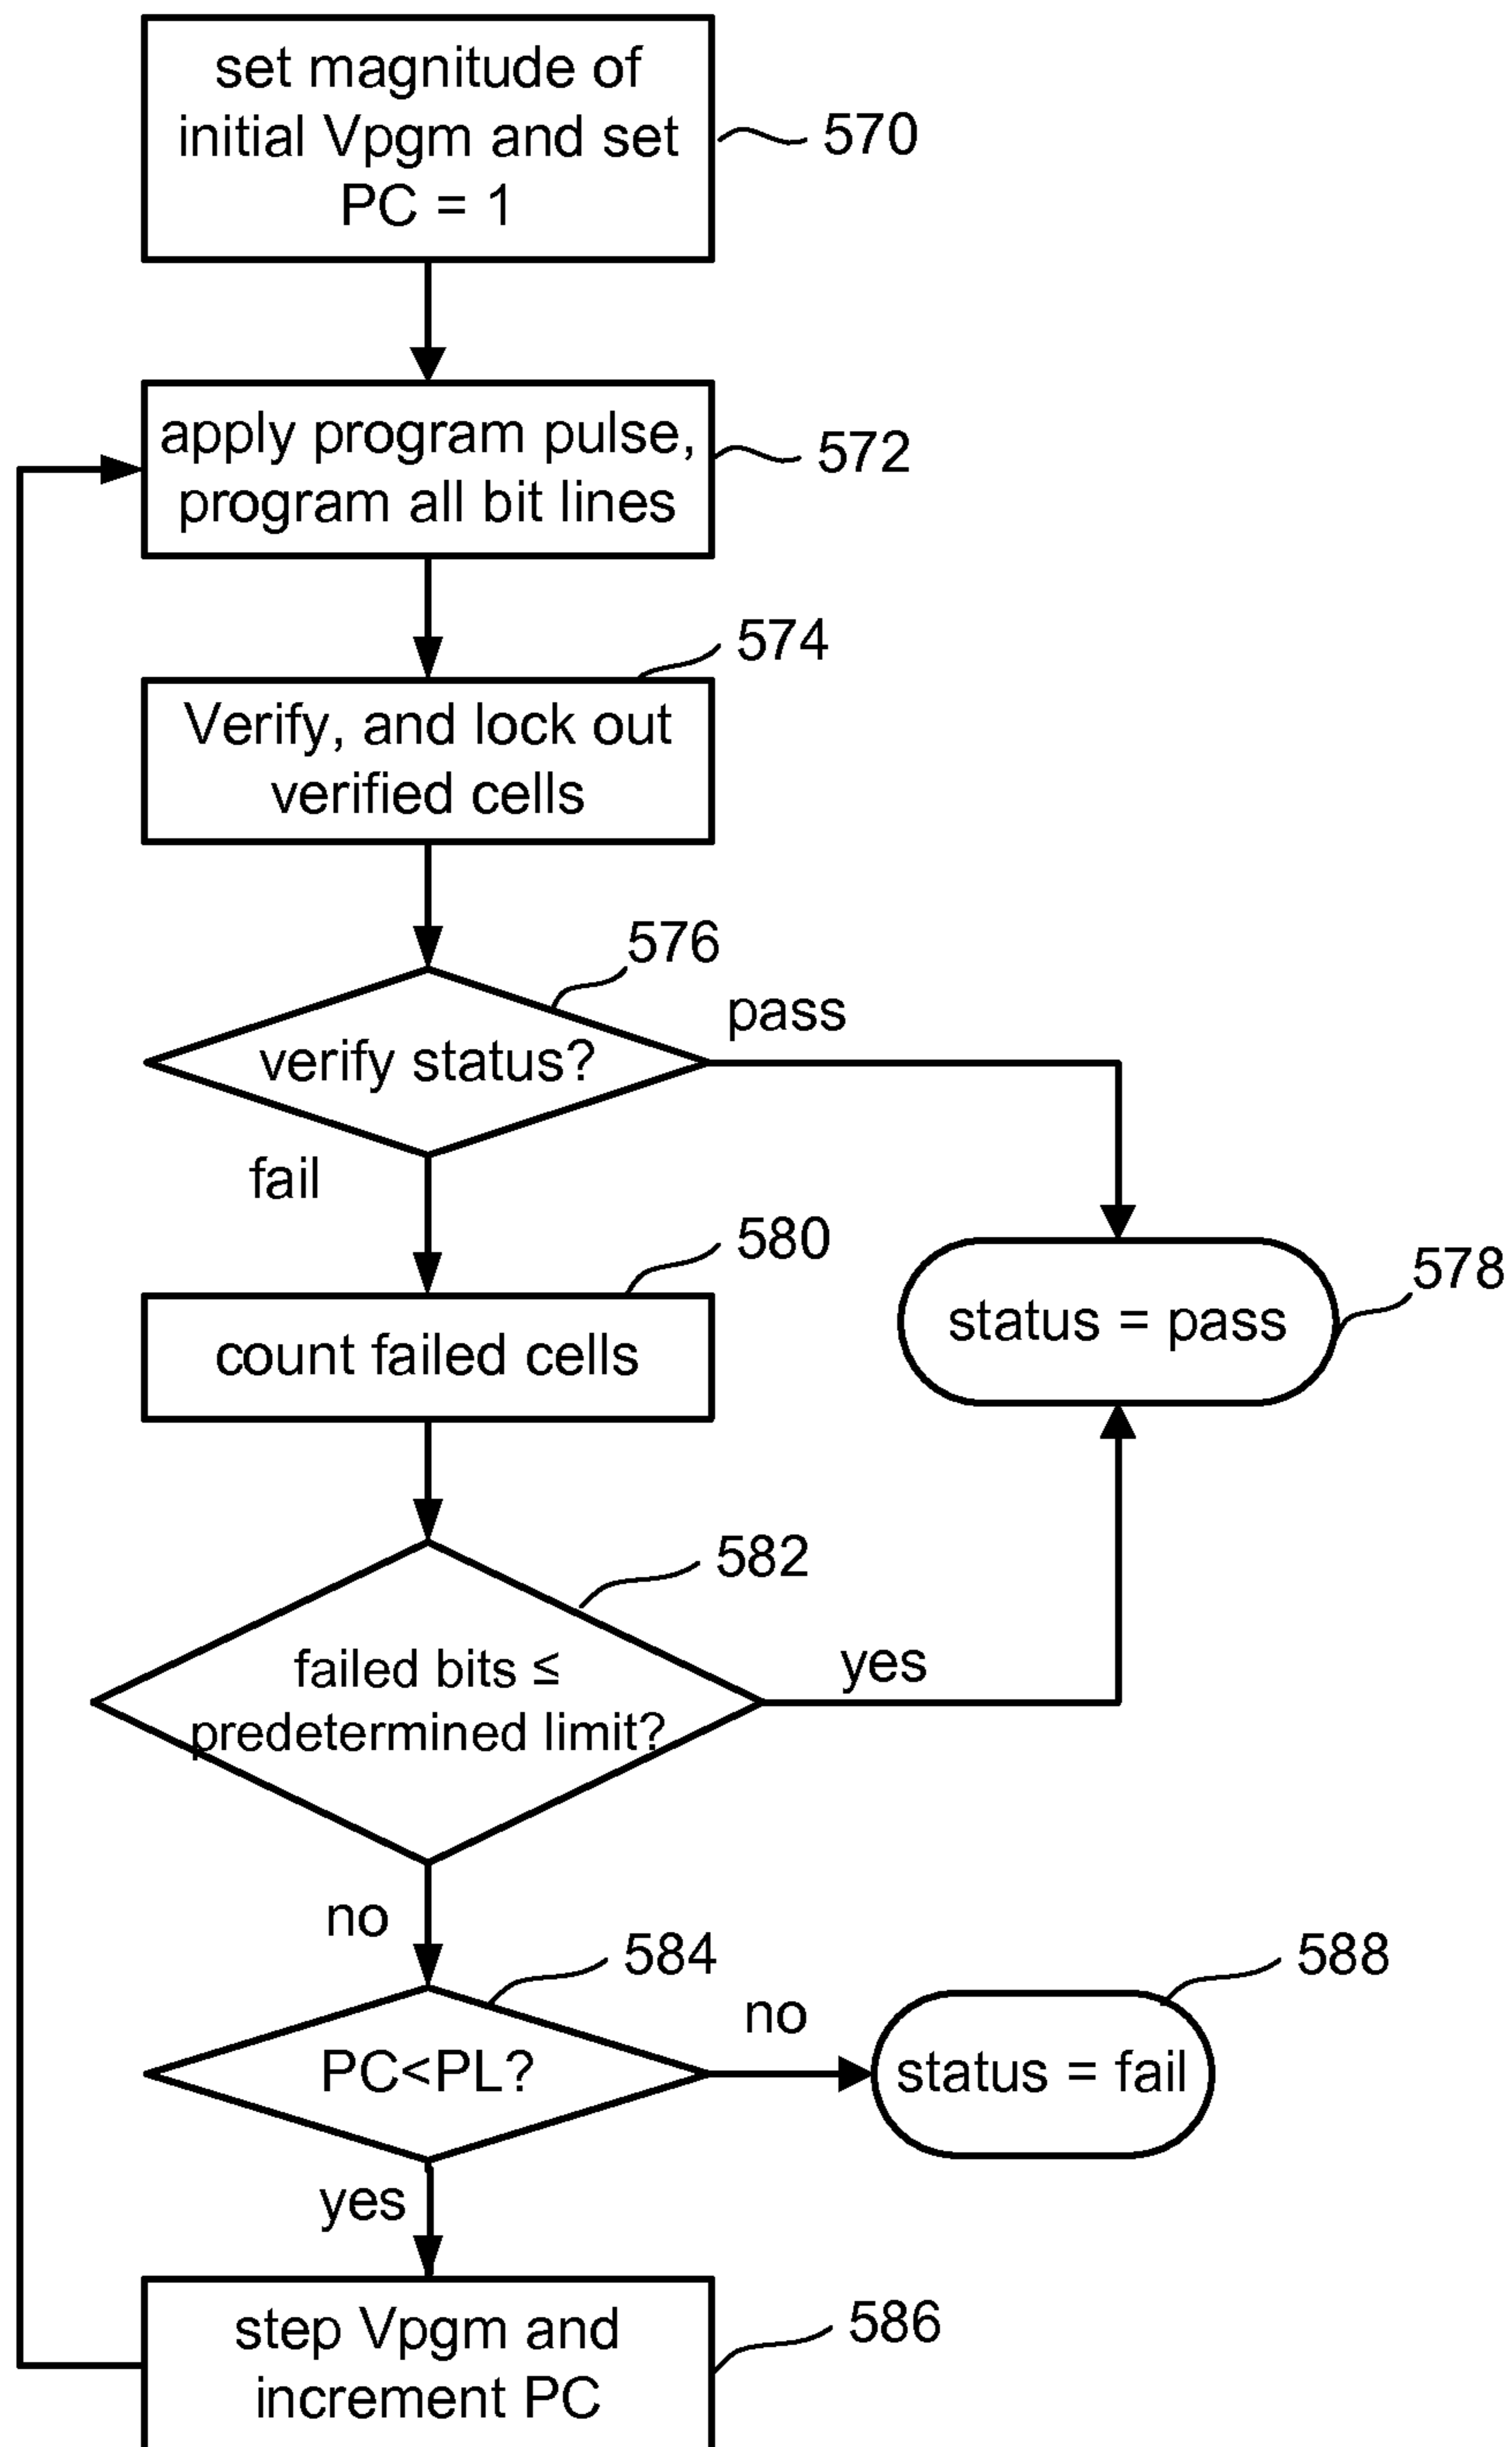 set magnitude of
initial Vpgm and set
PC = 1
570
apply program pulse,
program all bit lines
572
574
Verify, and lock out
verified cells
576
pass
verify status?
fail
580
578
status = pass
count failed cells
582
failed bits ≤
predetermined limit?
yes
no
584
588
no
PC<PL?
status = fail
yes
step Vpgm and
increment PC
586